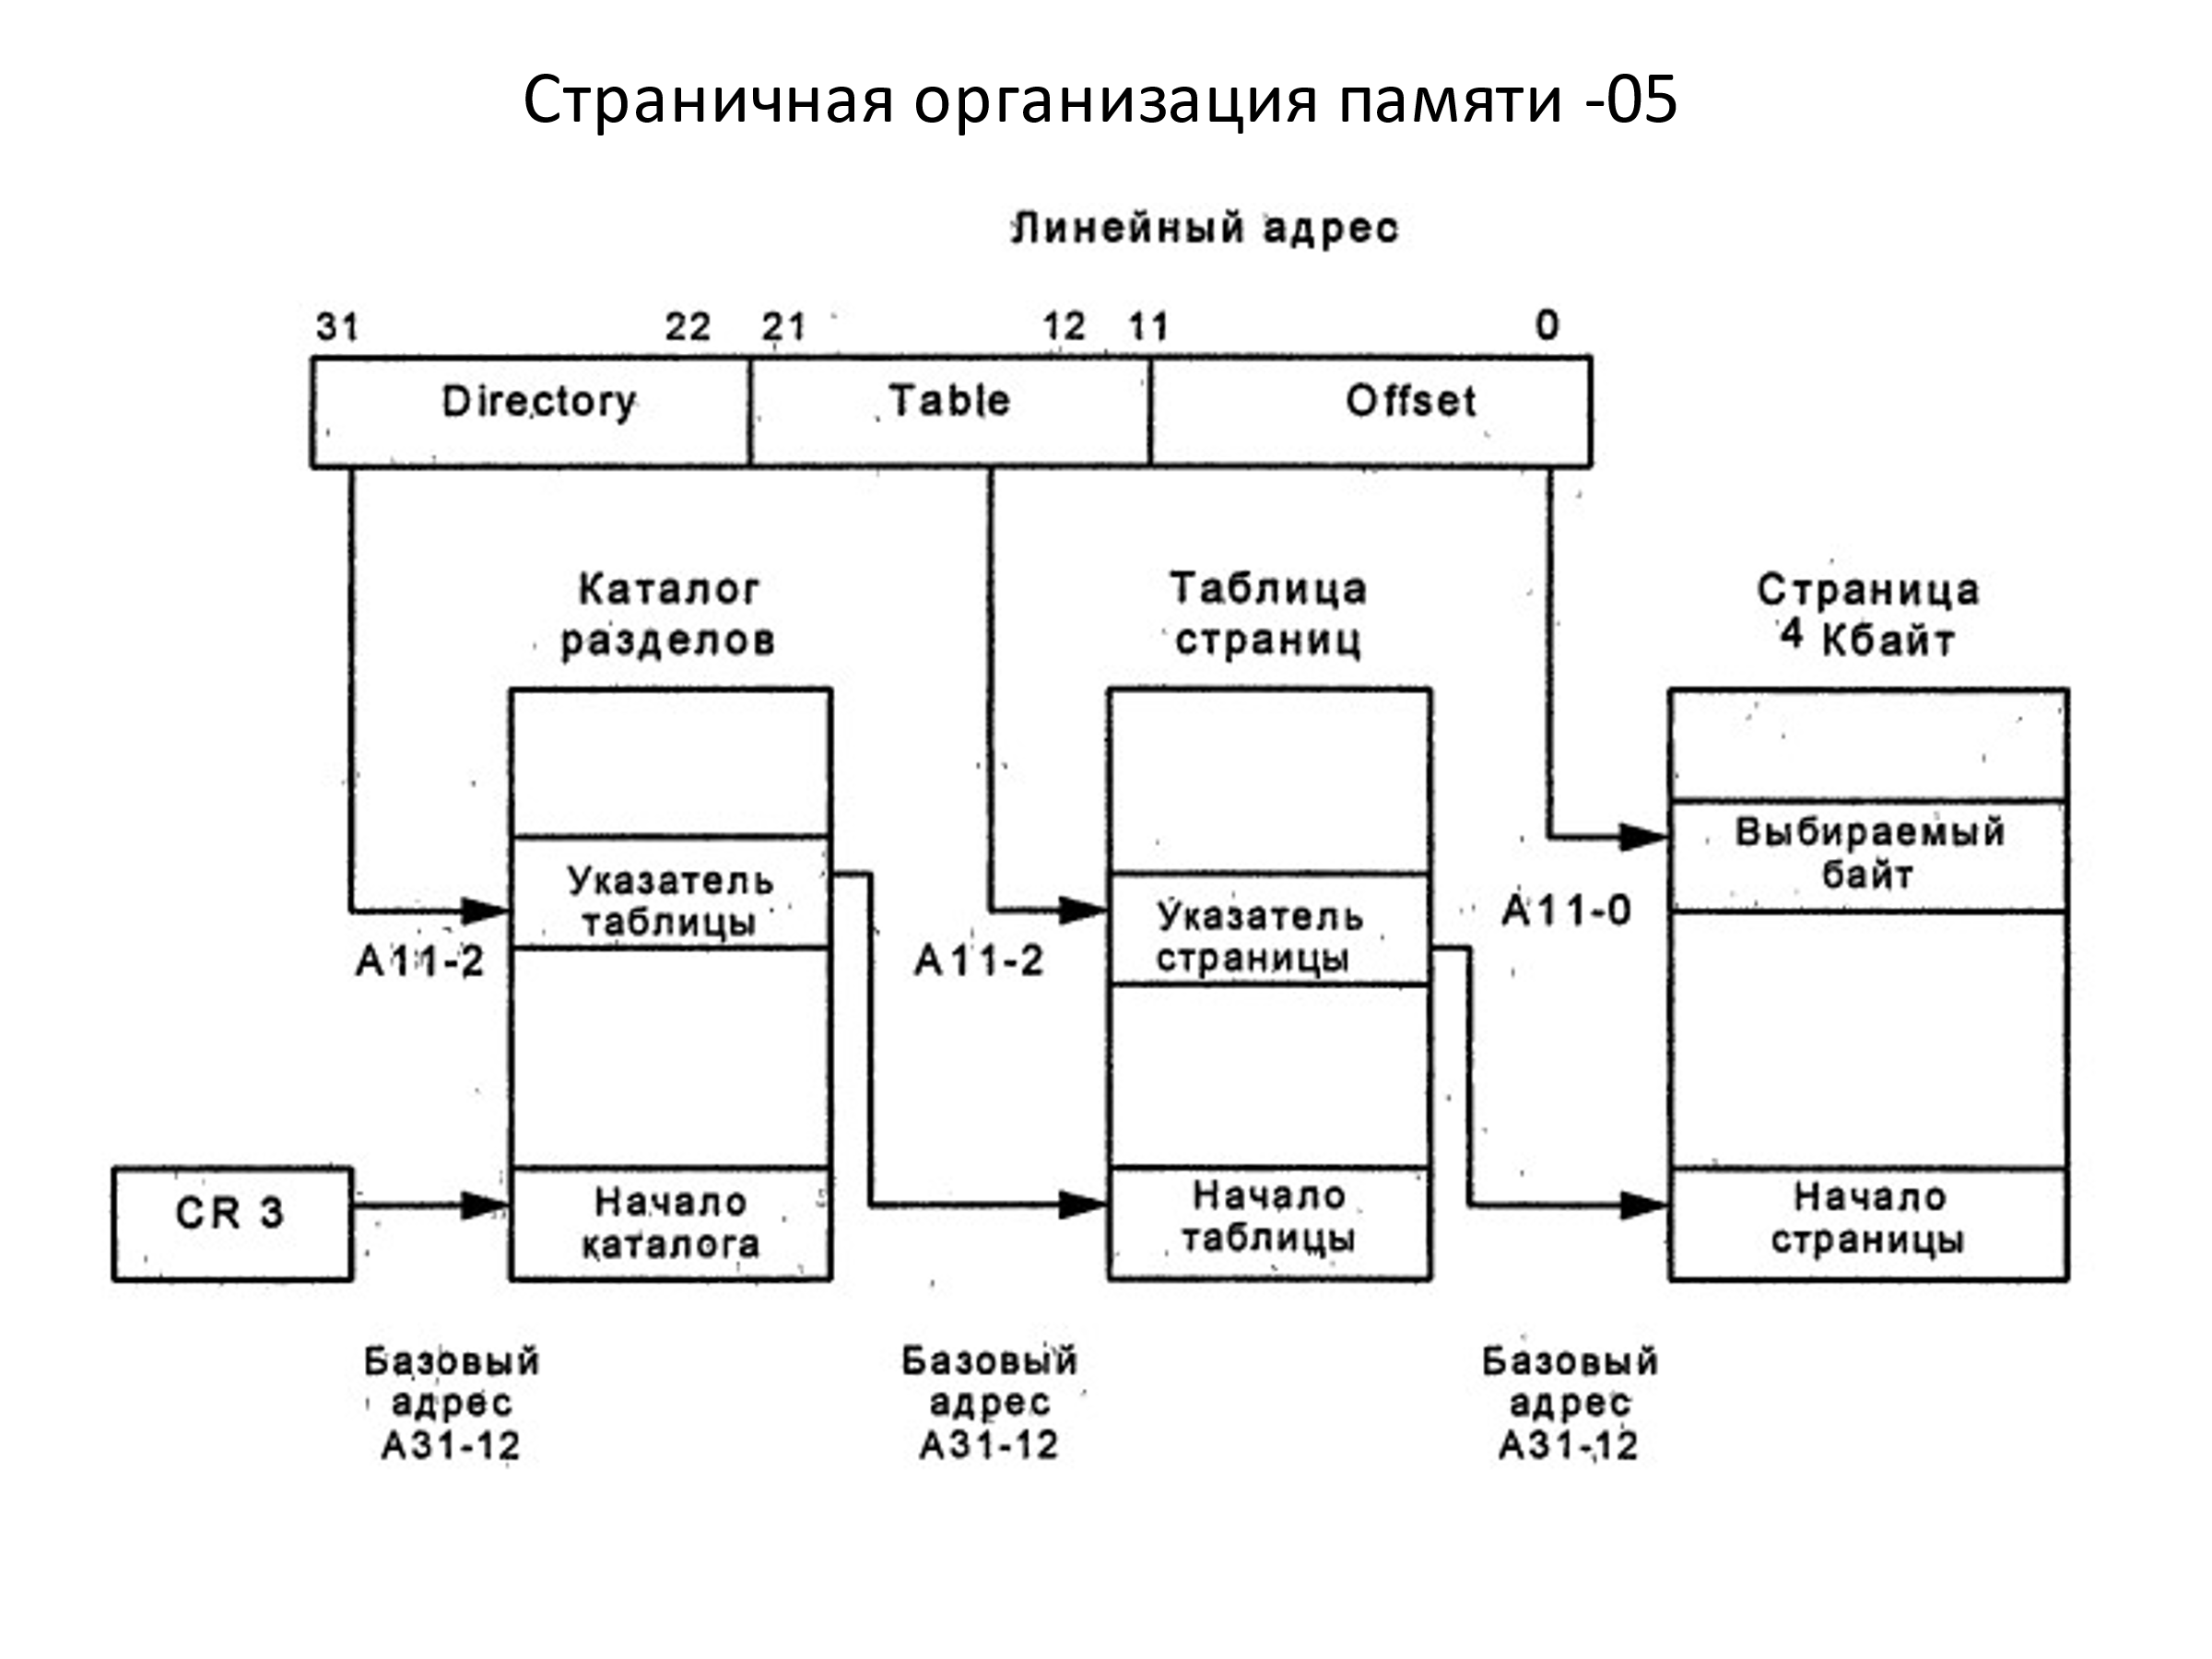 Страничная организация памяти -05
Линейный адрес
31 22 21 12 11 0
Directory Table Offset
Каталог
разделов
Таблица
страниц
Страница
4 Кбайт
Указатель
таблицы
A11-2
Указатель
страницы
A11-2
Выбираемый
байт
A11-0
CR 3
Начало
каталога
Начало
таблицы
Начало
страницы
Базовый
адрес
A31-12
Базовый
адрес
A31-12
Базовый
адрес
A31-12